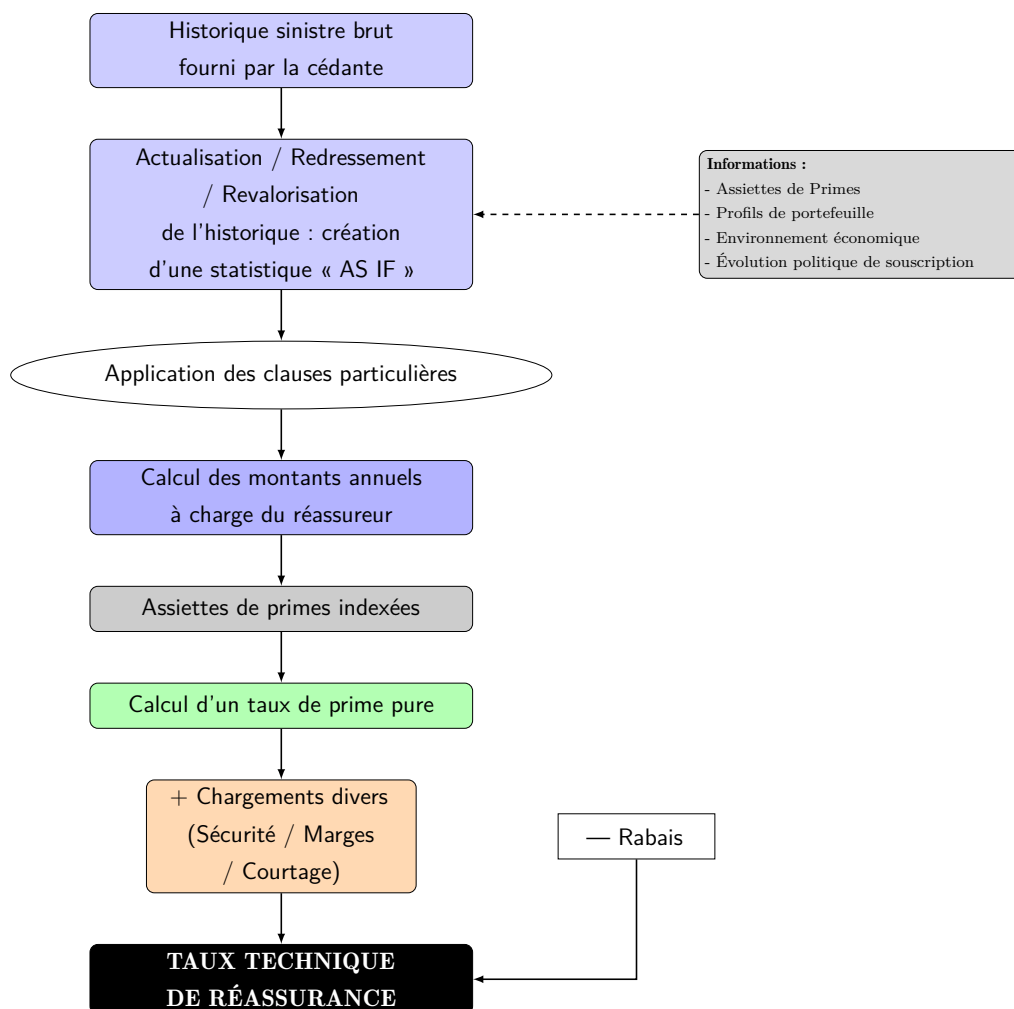 Historique sinistre brut
fourni par la cédante
Actualisation / Redressement
/ Revalorisation
de l'historique : création
d'une statistique « AS IF »
Informations :
- Assiettes de Primes
- Profils de portefeuille
- Environnement économique
- Évolution politique de souscription
Application des clauses particulières
Calcul des montants annuels
à charge du réassureur
Assiettes de primes indexées
Calcul d'un taux de prime pure
+ Chargements divers
(Sécurité / Marges
/ Courtage)
— Rabais
TAUX TECHNIQUE
DE RÉASSURANCE